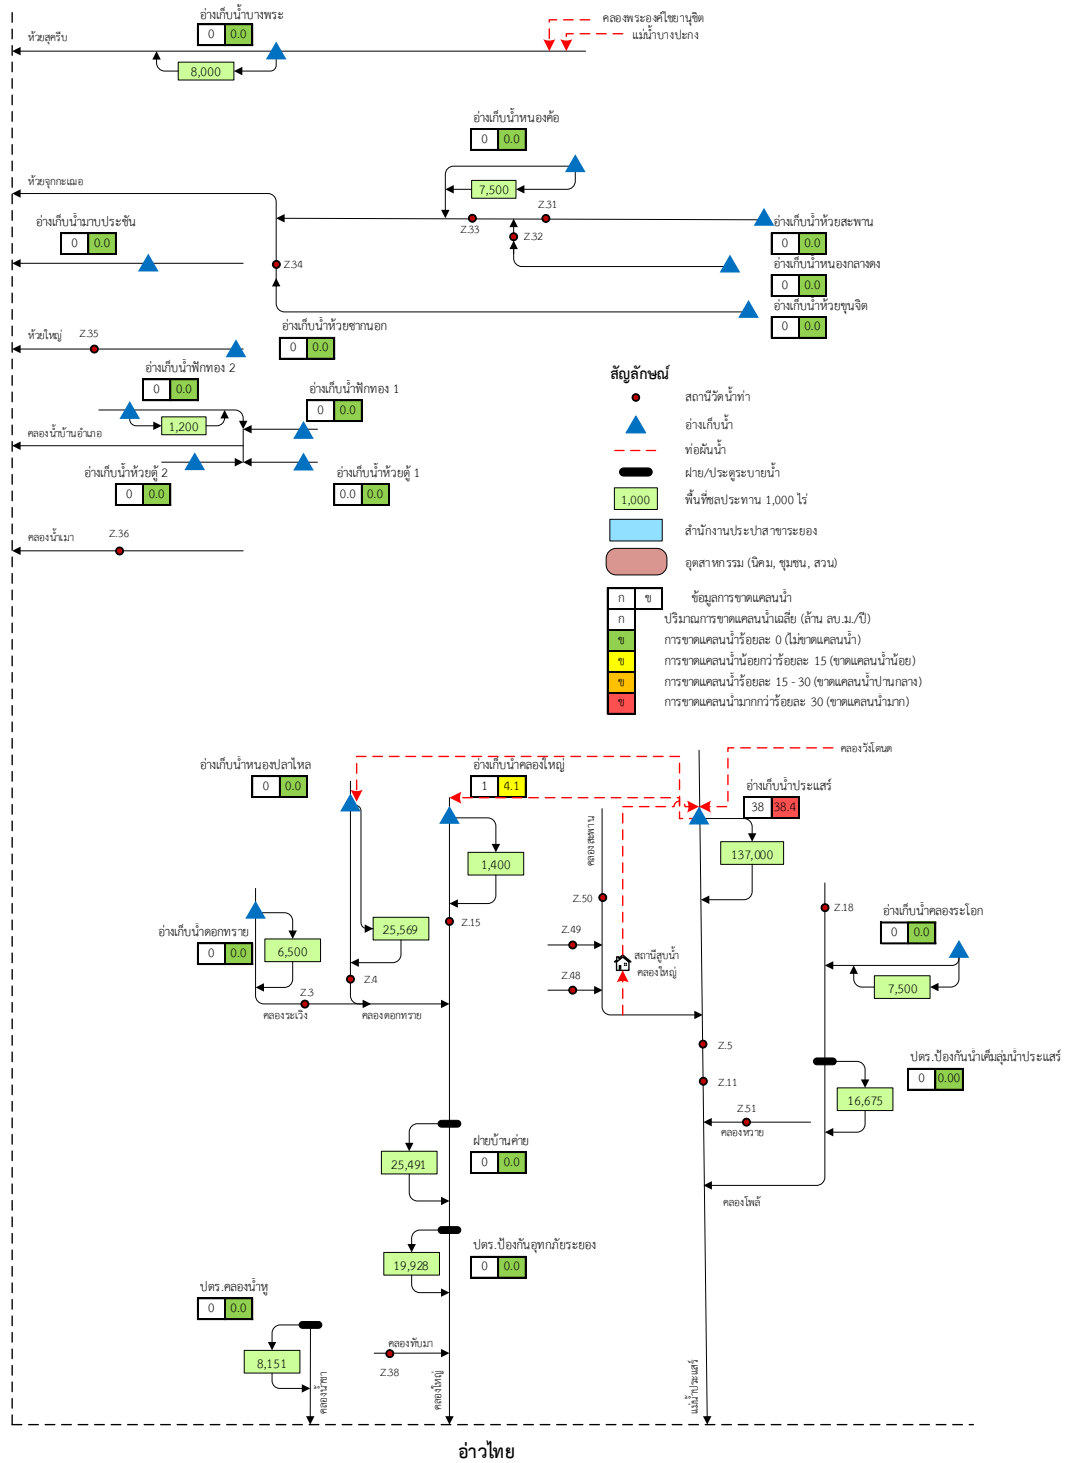 อ่างเก็บน้ำบางพระ
0 0.0
คลองพระองค์ไชยานุชิต
แม่น้ำบางปะกง
ห้วยสุครีบ
8,000
อ่างเก็บน้ำหนองค้อ
0 0.0
ห้วยจุกกะเฌอ
7,500
Z.31
Z.33
Z.32
อ่างเก็บน้ำมาบประชัน
0 0.0
อ่างเก็บน้ำห้วยสะพาน
0 0.0
Z.34
อ่างเก็บน้ำหนองกลางดง
0 0.0
อ่างเก็บน้ำห้วยขุนจิต
0 0.0
ห้วยใหญ่
Z.35
อ่างเก็บน้ำห้วยซากนอก
0 0.0
อ่างเก็บน้ำฟักทอง 2
0 0.0
อ่างเก็บน้ำฟักทอง 1
0 0.0
1,200
คลองน้ำบ้านอำเภอ
อ่างเก็บน้ำห้วยตู้ 2
0 0.0
อ่างเก็บน้ำห้วยตู้ 1
0.0 0.0
คลองน้ำเมา
Z.36
สัญลักษณ์
สถานีวัดน้ำท่า
อ่างเก็บน้ำ
ท่อผันน้ำ
ฝาย/ประตูระบายน้ำ
1,000 พื้นที่ชลประทาน 1,000 ไร่
สำนักงานประปาสาขาระยอง
อุตสาหกรรม (นิคม, ชุมชน, สวน)
ก ข ข้อมูลการขาดแคลนน้ำ
ก ปริมาณการขาดแคลนน้ำเฉลี่ย (ล้าน ลบ.ม./ปี)
ข การขาดแคลนน้ำร้อยละ 0 (ไม่ขาดแคลนน้ำ)
ข การขาดแคลนน้ำน้อยกว่าร้อยละ 15 (ขาดแคลนน้ำน้อย)
ข การขาดแคลนน้ำร้อยละ 15 - 30 (ขาดแคลนน้ำปานกลาง)
ข การขาดแคลนน้ำมากกว่าร้อยละ 30 (ขาดแคลนน้ำมาก)
คลองวังโตนด
อ่างเก็บน้ำหนองปลาไหล
0 0.0
อ่างเก็บน้ำคลองใหญ่
1 4.1
อ่างเก็บน้ำประแสร์
38 38.4
คลองสะพาน
137,000
1,400
Z.50
Z.18
อ่างเก็บน้ำคลองระโอก
0 0.0
Z.15
25,569
Z.49
อ่างเก็บน้ำดอกกราย
0 0.0
6,500
สถานีสูบน้ำ
คลองใหญ่
Z.4
Z.48
7,500
Z.3
คลองระเวิง
คลองดอกกราย
Z.5
ปตร.ป้องกันน้ำเค็มลุ่มน้ำประแสร์
0 0.00
Z.11
16,675
Z.51
คลองหวาย
ฝายบ้านค่าย
0 0.0
25,491
คลองโพล้
ปตร.ป้องกันอุทกภัยระยอง
0 0.0
19,928
ปตร.คลองน้ำหู
0 0.0
คลองทับมา
8,151
Z.38
คลองน้ำขา
คลองใหญ่
แม่น้ำประแสร์
อ่าวไทย